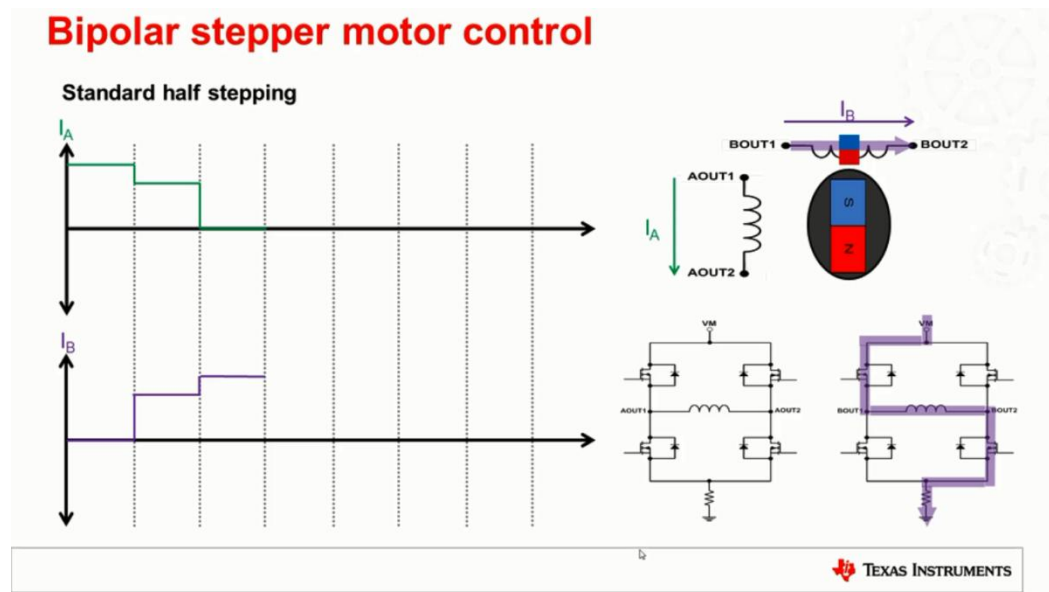 Bipolar stepper motor control
Standard half stepping
IA
IB
IB
BOUT1
BOUT2
AOUT1
IA
AOUT2
S
N
VM
AOUT1
AOUT2
VM
BOUT1
BOUT2
TEXAS INSTRUMENTS